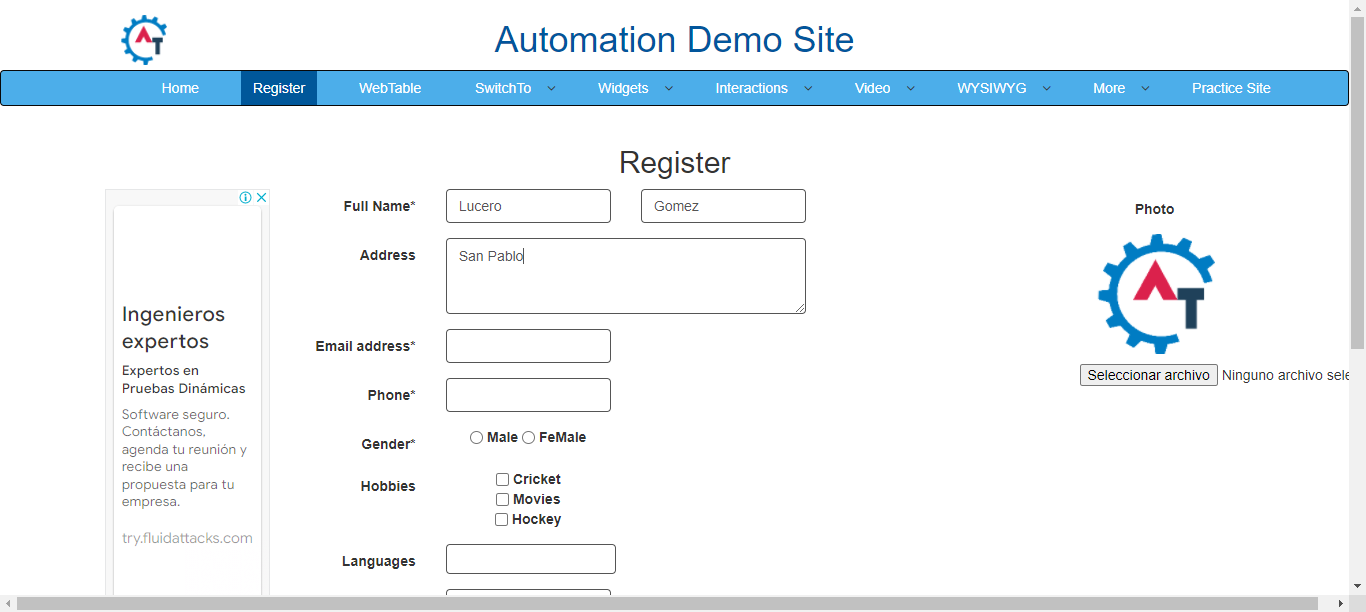 Automation Demo Site
Home Register WebTable SwitchTo Widgets Interactions Video WYSIWYG More Practice Site
Register
Full Name* Lucero Gomez
Address San Pablo
Email address*
Phone*
Gender* Male FeMale
Hobbies Cricket
Movies
Hockey
Languages
Photo
AT
Seleccionar archivo Ninguno archivo sele
Ingenieros
expertos
Expertos en
Pruebas Dinámicas
Software seguro.
Contáctanos,
agenda tu reunión y
recibe una
propuesta para tu
empresa.
try.fluidattacks.com